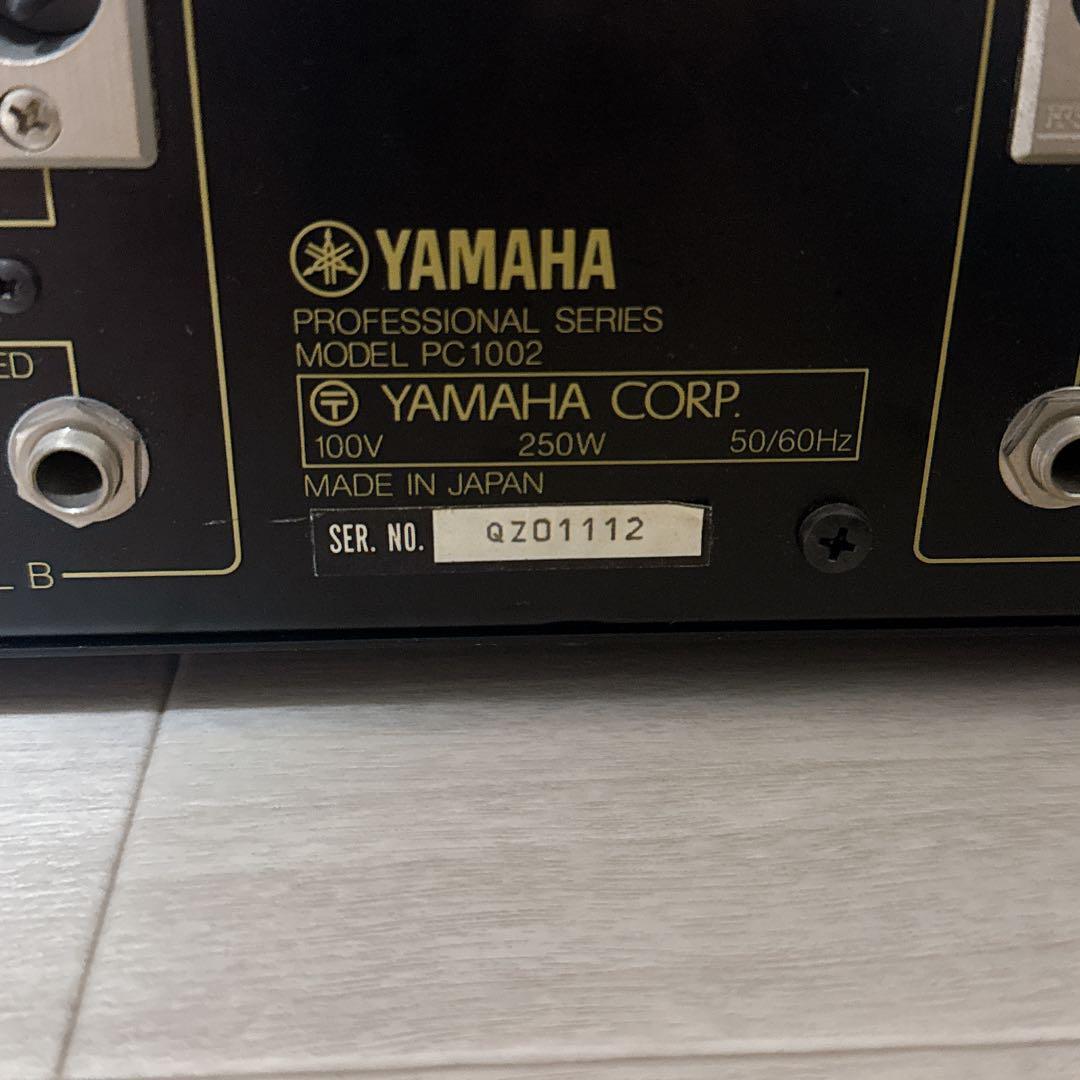 YAMAHA
PROFESSIONAL SERIES
MODEL PC1002
〒 YAMAHA CORP.
100V 250W 50/60Hz
MADE IN JAPAN
SER. NO. QZ01112
ED
B